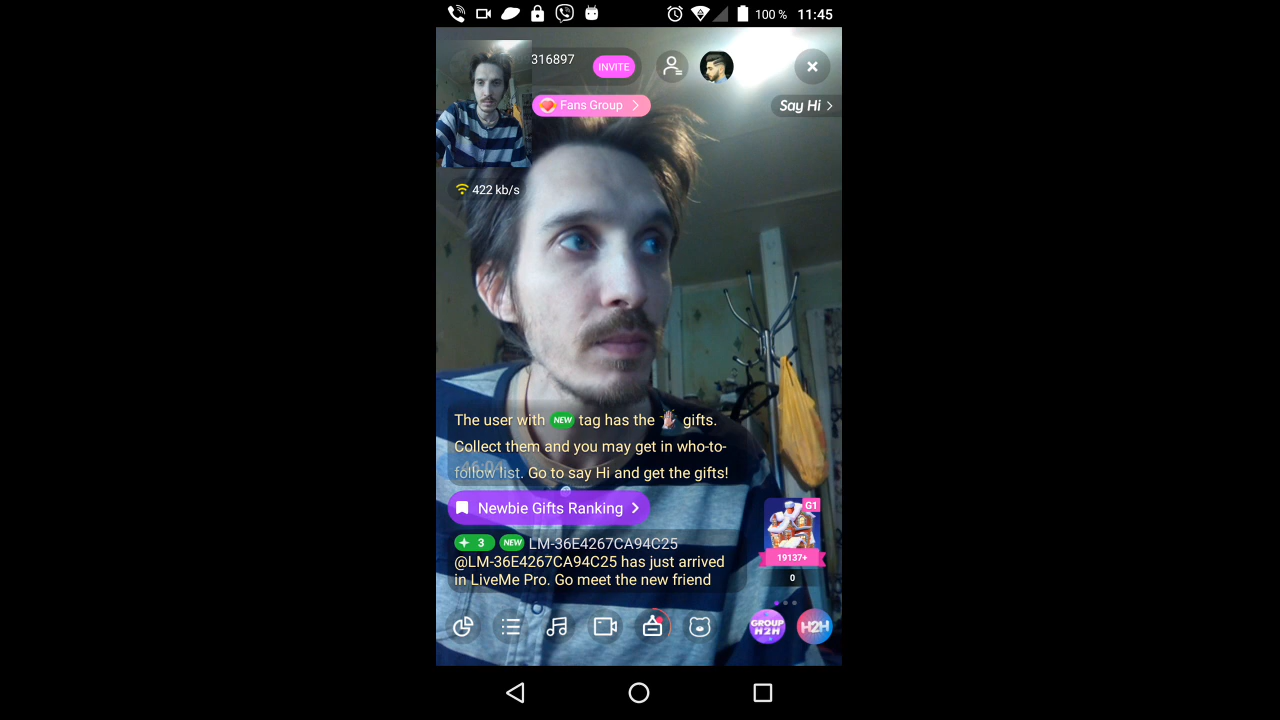 100 % 11:45
316897 INVITE
Fans Group
Say Hi
422 kb/s
The user with NEW tag has the gifts.
Collect them and you may get in who-to-
follow list. Go to say Hi and get the gifts!
Newbie Gifts Ranking
G1
3 NEW LM-36E4267CA94C25
@LM-36E4267CA94C25 has just arrived
in LiveMe Pro. Go meet the new friend
19137+
0
GROUP
H2H
H2H